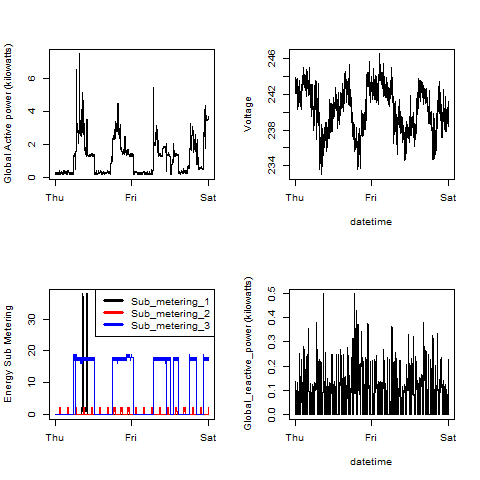 Global Active power (kilowatts)
0 2 4 6
Thu Fri Sat
Voltage
234 238 242 246
Thu Fri Sat
datetime
Energy Sub Metering
0 10 20 30
Thu Fri Sat
Sub_metering_1
Sub_metering_2
Sub_metering_3
Global_reactive_power (kilowatts)
0.0 0.1 0.2 0.3 0.4 0.5
Thu Fri Sat
datetime